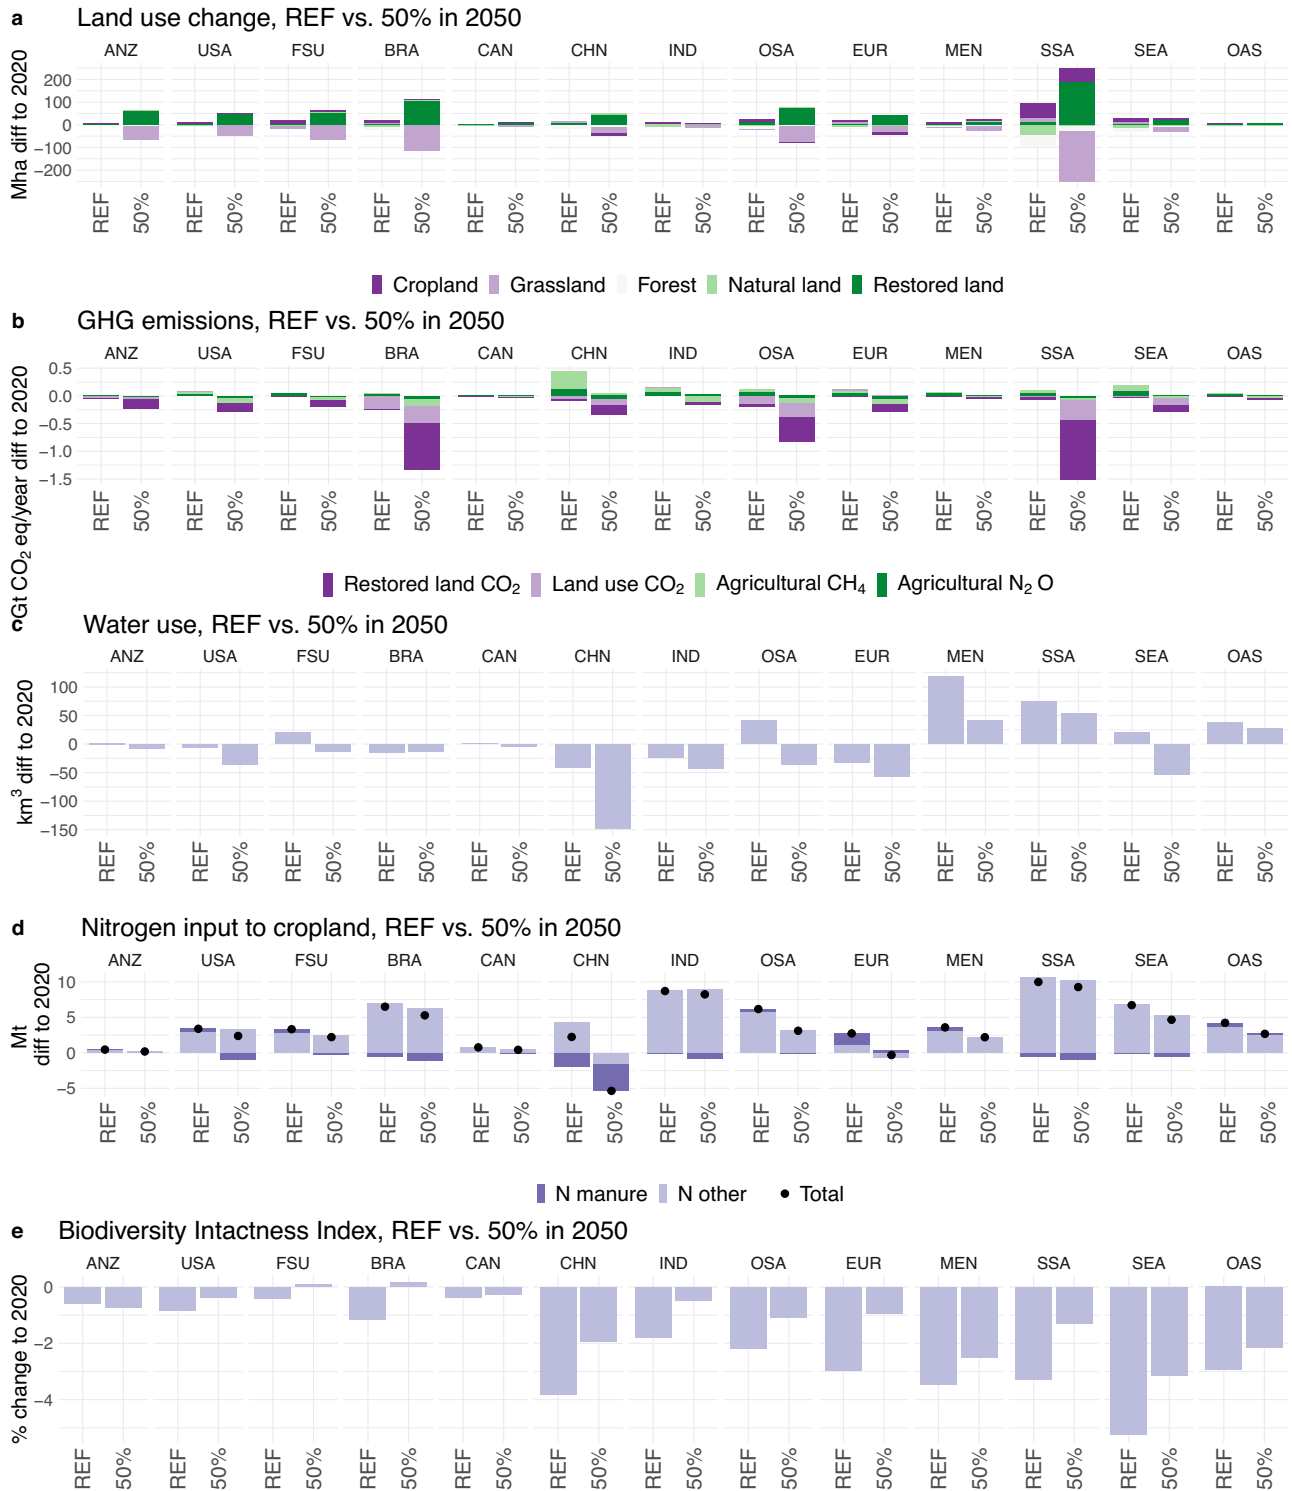 a Land use change, REF vs. 50% in 2050
ANZ USA FSU BRA CAN CHN IND OSA EUR MEN SSA SEA OAS
Mha diff to 2020
200
100
0
−100
−200
REF 50% REF 50% REF 50% REF 50% REF 50% REF 50% REF 50% REF 50% REF 50% REF 50% REF 50% REF 50% REF 50%
Cropland Grassland Forest Natural land Restored land
b GHG emissions, REF vs. 50% in 2050
ANZ USA FSU BRA CAN CHN IND OSA EUR MEN SSA SEA OAS
Gt CO₂ eq/year diff to 2020
0.5
0.0
−0.5
−1.0
−1.5
REF 50% REF 50% REF 50% REF 50% REF 50% REF 50% REF 50% REF 50% REF 50% REF 50% REF 50% REF 50% REF 50%
Restored land CO₂ Land use CO₂ Agricultural CH₄ Agricultural N₂ O
c Water use, REF vs. 50% in 2050
ANZ USA FSU BRA CAN CHN IND OSA EUR MEN SSA SEA OAS
km³ diff to 2020
100
50
0
−50
−100
−150
REF 50% REF 50% REF 50% REF 50% REF 50% REF 50% REF 50% REF 50% REF 50% REF 50% REF 50% REF 50% REF 50%
d Nitrogen input to cropland, REF vs. 50% in 2050
ANZ USA FSU BRA CAN CHN IND OSA EUR MEN SSA SEA OAS
Mt
diff to 2020
10
5
0
−5
REF 50% REF 50% REF 50% REF 50% REF 50% REF 50% REF 50% REF 50% REF 50% REF 50% REF 50% REF 50% REF 50%
N manure N other Total
e Biodiversity Intactness Index, REF vs. 50% in 2050
ANZ USA FSU BRA CAN CHN IND OSA EUR MEN SSA SEA OAS
% change to 2020
0
−2
−4
REF 50% REF 50% REF 50% REF 50% REF 50% REF 50% REF 50% REF 50% REF 50% REF 50% REF 50% REF 50% REF 50%